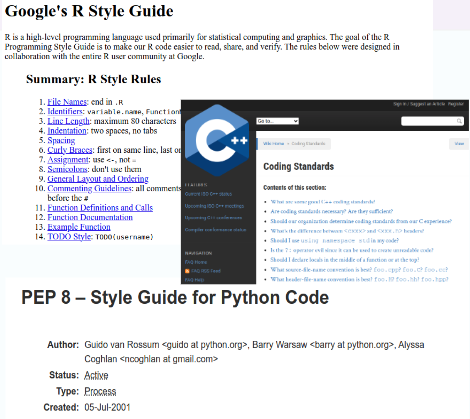 Google's R Style Guide
R is a high-level programming language used primarily for statistical computing and graphics. The goal of the R
Programming Style Guide is to make our R code easier to read, share, and verify. The rules below were designed in
collaboration with the entire R user community at Google.
Summary: R Style Rules
1. File Names: end in .R
2. Identifiers: variable.name, Function
3. Line Length: maximum 80 characters
4. Indentation: two spaces, no tabs
5. Spacing
6. Curly Braces: first on same line, last on
7. Assignment: use <-, not =
8. Semicolons: don't use them
9. General Layout and Ordering
10. Commenting Guidelines: all comments
before the #
11. Function Definitions and Calls
12. Function Documentation
13. Example Function
14. TODO Style: TODO(username)
Sign In / Suggest an Article Register
Go to...
C++
Wiki Home > Coding Standards
View
Coding Standards
Contents of this section:
• What are some good C++ coding standards?
• Are coding standards necessary? Are they sufficient?
• Should our organization determine coding standards from our C experience?
• What's the difference between <xxx> and <xxx.h> headers?
• Should I use using namespace std in my code?
• Is the ?: operator evil since it can be used to create unreadable code?
• Should I declare locals in the middle of a function or at the top?
• What source-file-name convention is best? foo.cpp? foo.C? foo.cc?
• What header-file-name convention is best? foo.H? foo.hh? foo.hpp?
FEATURES
Current ISO C++ status
Upcoming ISO C++ meetings
Upcoming C++ conferences
Compiler conformance status
NAVIGATION
FAQ Home
FAQ RSS Feed
FAQ Help
PEP 8 – Style Guide for Python Code
Author: Guido van Rossum <guido at python.org>, Barry Warsaw <barry at python.org>, Alyssa
Coghlan <ncoghlan at gmail.com>
Status: Active
Type: Process
Created: 05-Jul-2001